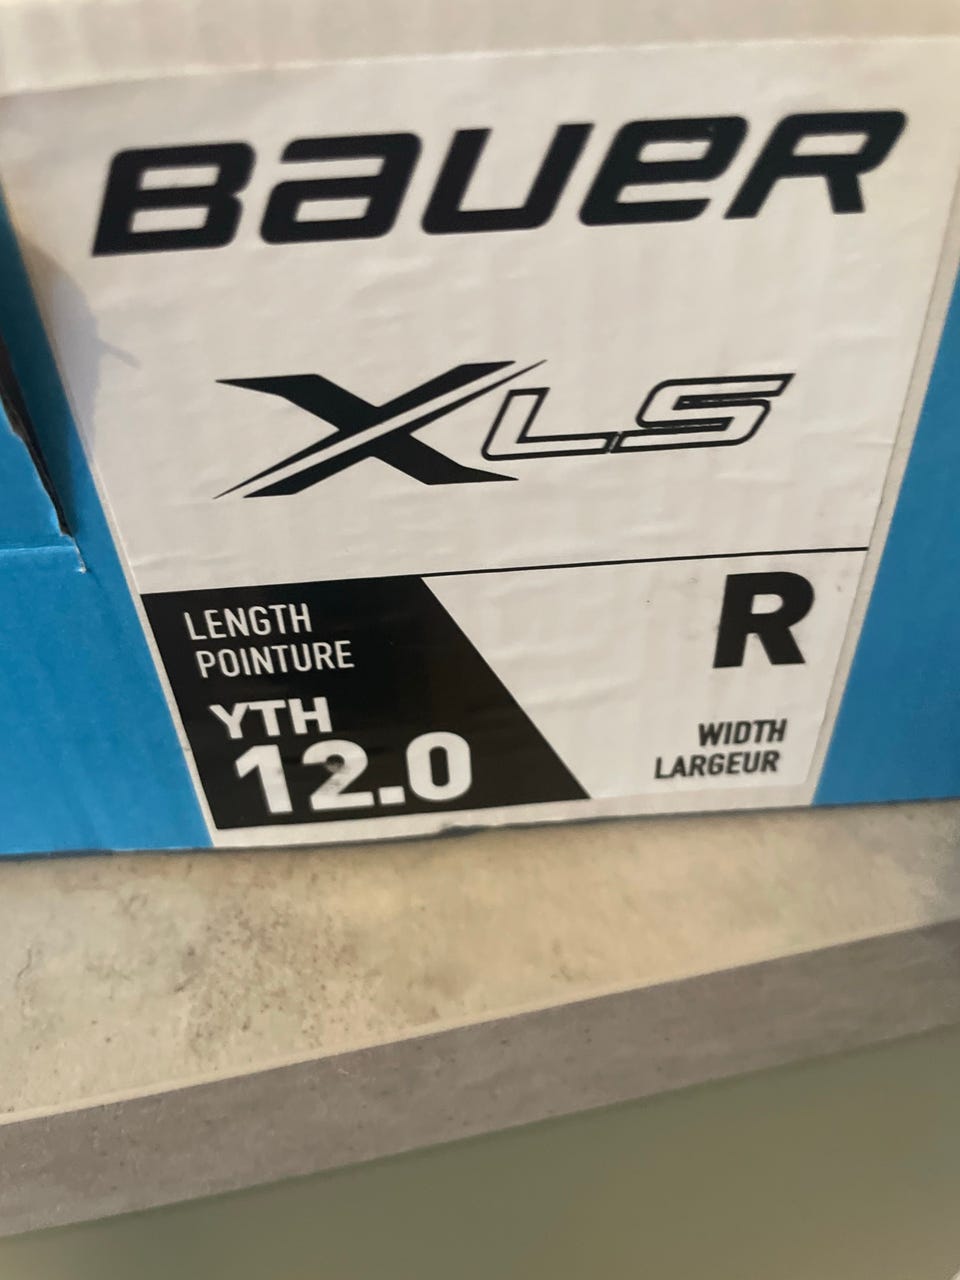 BAUER
XLS
LENGTH
POINTURE
YTH
12.0
R
WIDTH
LARGEUR